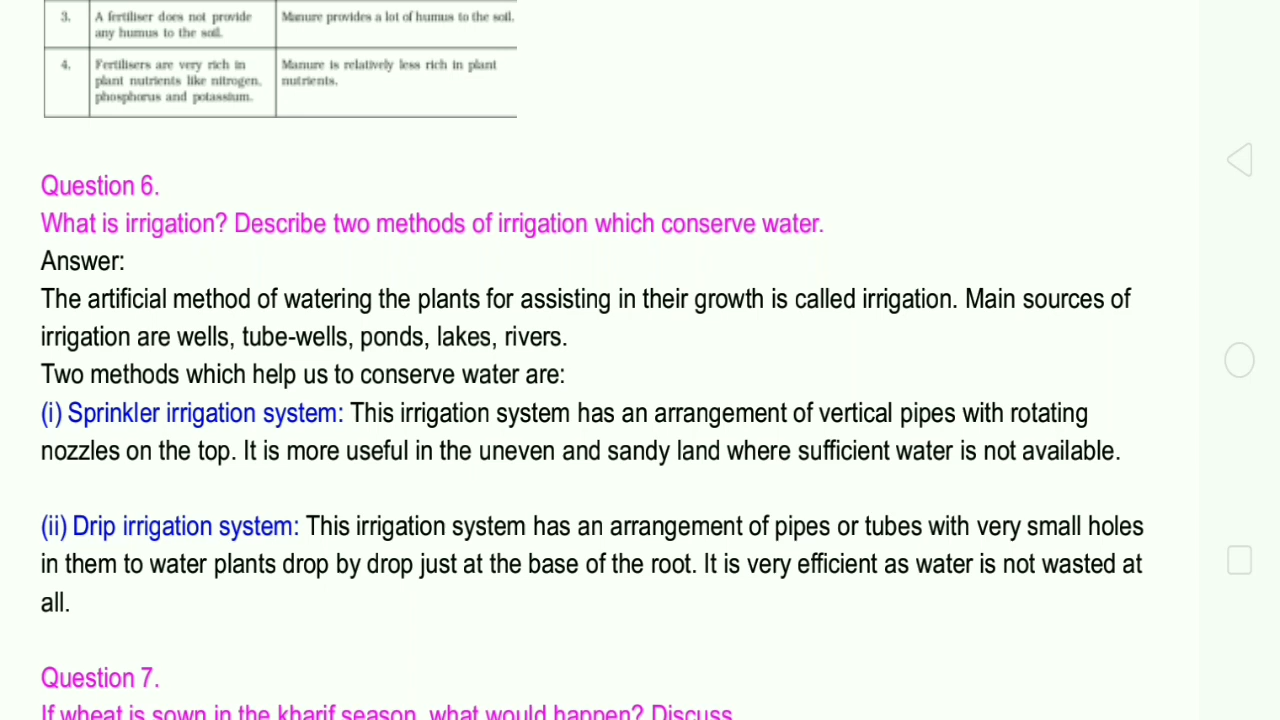 3. A fertiliser does not provide Manure provides a lot of humus to the soil.
any humus to the soil.
4. Fertilisers are very rich in Manure is relatively less rich in plant
plant nutrients like nitrogen, nutrients.
phosphorus and potassium.
Question 6.
What is irrigation? Describe two methods of irrigation which conserve water.
Answer:
The artificial method of watering the plants for assisting in their growth is called irrigation. Main sources of
irrigation are wells, tube-wells, ponds, lakes, rivers.
Two methods which help us to conserve water are:
(i) Sprinkler irrigation system: This irrigation system has an arrangement of vertical pipes with rotating
nozzles on the top. It is more useful in the uneven and sandy land where sufficient water is not available.
(ii) Drip irrigation system: This irrigation system has an arrangement of pipes or tubes with very small holes
in them to water plants drop by drop just at the base of the root. It is very efficient as water is not wasted at
all.
Question 7.
If wheat is sown in the kharif season, what would happen? Discuss